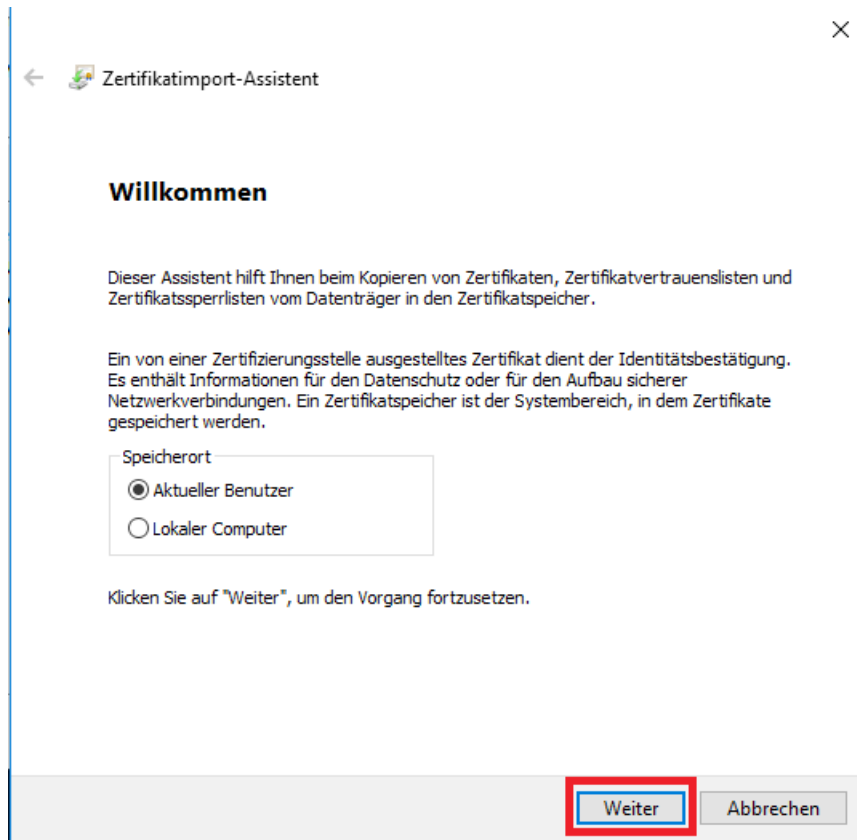 Zertifikatimport-Assistent
Willkommen
Dieser Assistent hilft Ihnen beim Kopieren von Zertifikaten, Zertifikatvertrauenslisten und
Zertifikatssperrlisten vom Datenträger in den Zertifikatspeicher.
Ein von einer Zertifizierungsstelle ausgestelltes Zertifikat dient der Identitätsbestätigung.
Es enthält Informationen für den Datenschutz oder für den Aufbau sicherer
Netzwerkverbindungen. Ein Zertifikatspeicher ist der Systembereich, in dem Zertifikate
gespeichert werden.
Speicherort
Aktueller Benutzer
Lokaler Computer
Klicken Sie auf "Weiter", um den Vorgang fortzusetzen.
Weiter Abbrechen